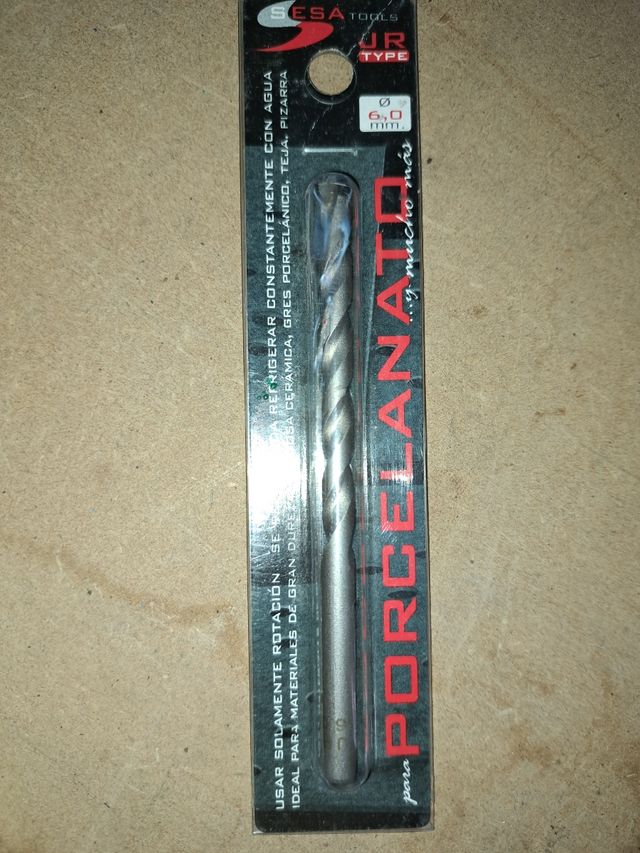 SESA TOOLS
JR
TYPE
Ø
6,0
mm.
para PORCELANATO
...y mucho más
USAR SOLAMENTE ROTACIÓN REFRIGERAR CONSTANTEMENTE CON AGUA
IDEAL PARA MATERIALES DE GRAN CERÁMICA, GRES PORCELÁNICO, TEJA, PIZARRA